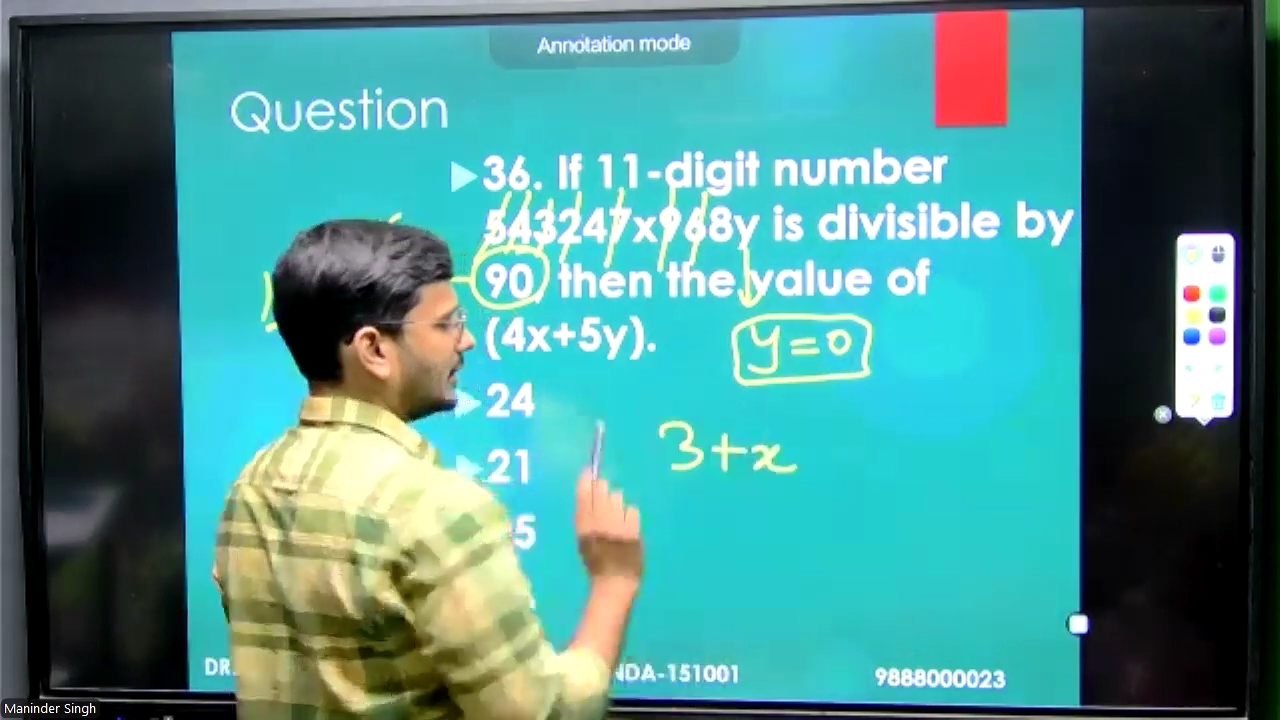 Annotation mode
Question
36. If 11-digit number
543247x968y is divisible by
90, then the value of
(4x+5y).
y=0
24
3+x
21
5
DR.
NDA-151001
9888000023
Maninder Singh